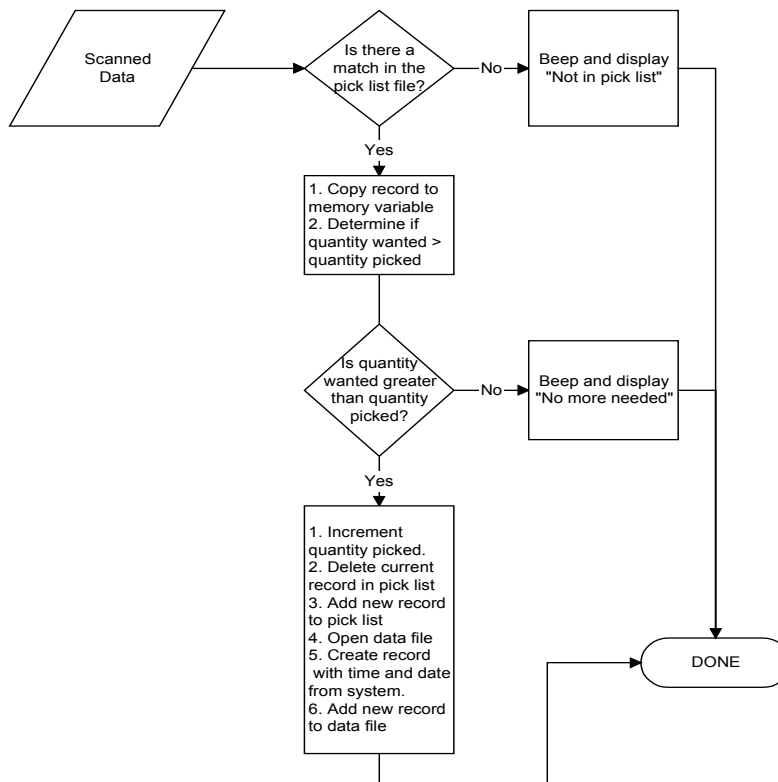 Scanned
Data
Is there a
match in the
pick list file?
No
Beep and display
"Not in pick list"
Yes
1. Copy record to
memory variable
2. Determine if
quantity wanted >
quantity picked
Is quantity
wanted greater
than quantity
picked?
No
Beep and display
"No more needed"
Yes
1. Increment
quantity picked.
2. Delete current
record in pick list
3. Add new record
to pick list
4. Open data file
5. Create record
with time and date
from system.
6. Add new record
to data file
DONE